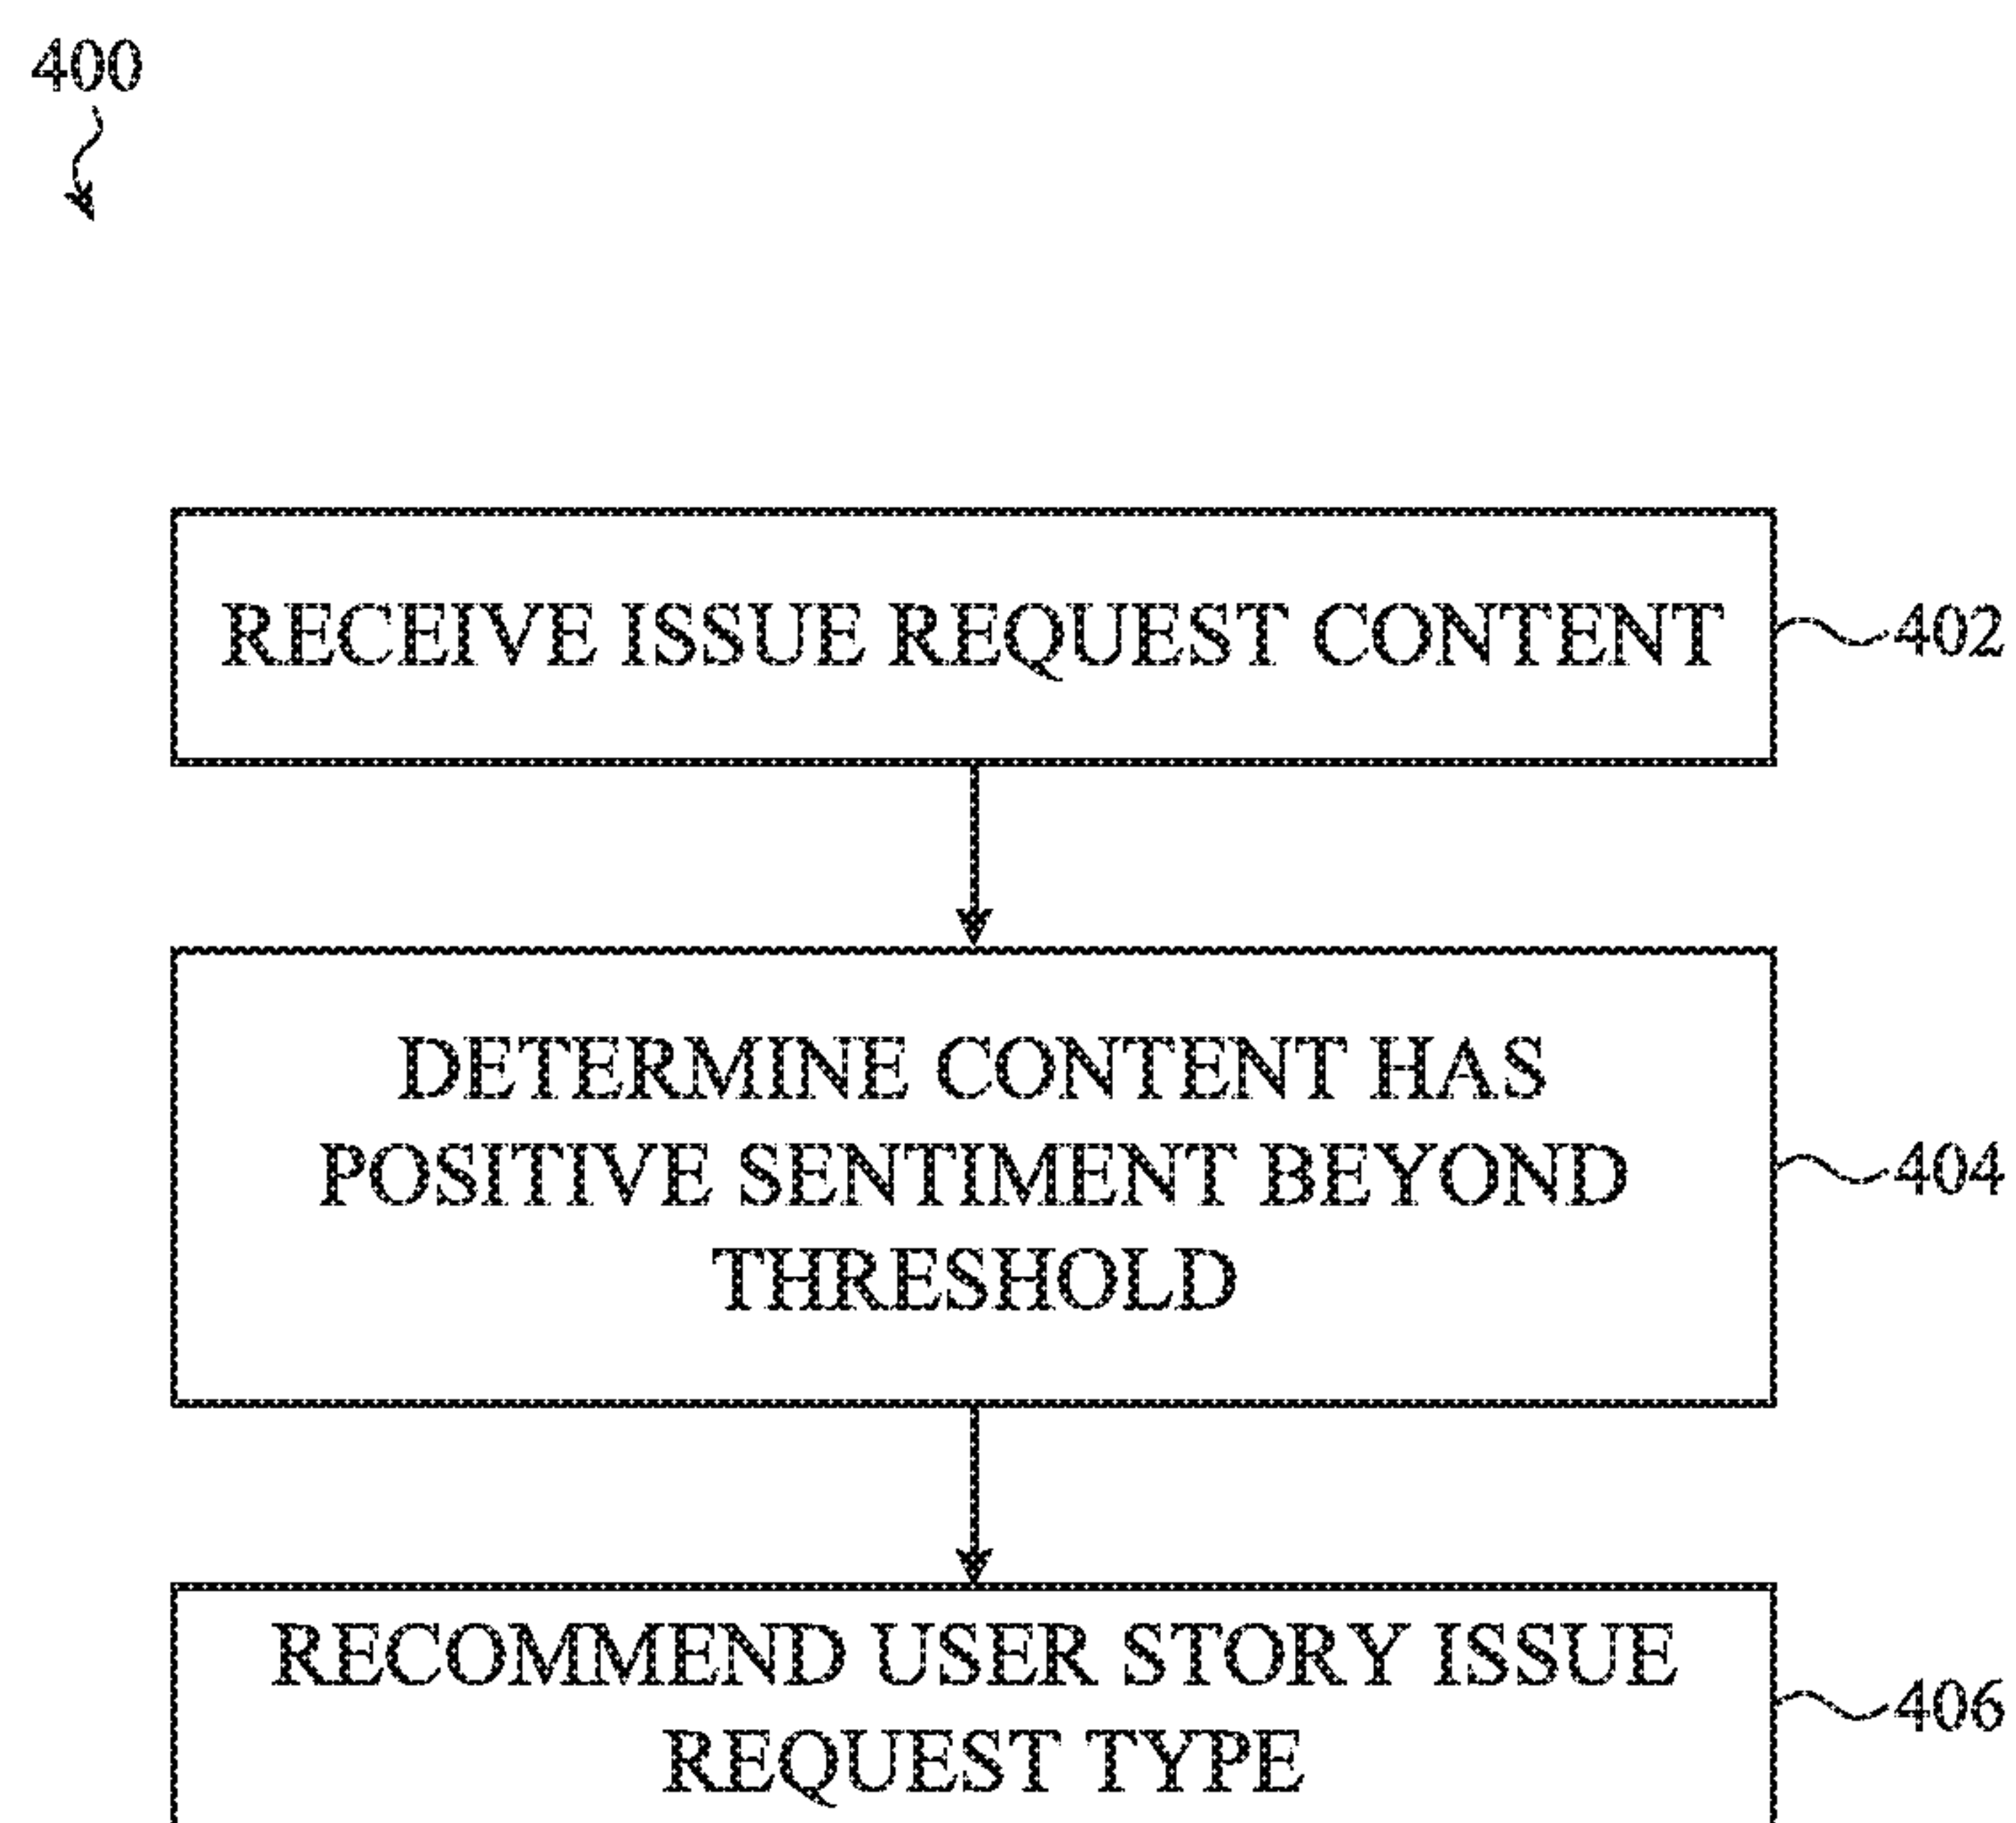 400
RECEIVE ISSUE REQUEST CONTENT
402
DETERMINE CONTENT HAS
POSITIVE SENTIMENT BEYOND
THRESHOLD
404
RECOMMEND USER STORY ISSUE
REQUEST TYPE
406